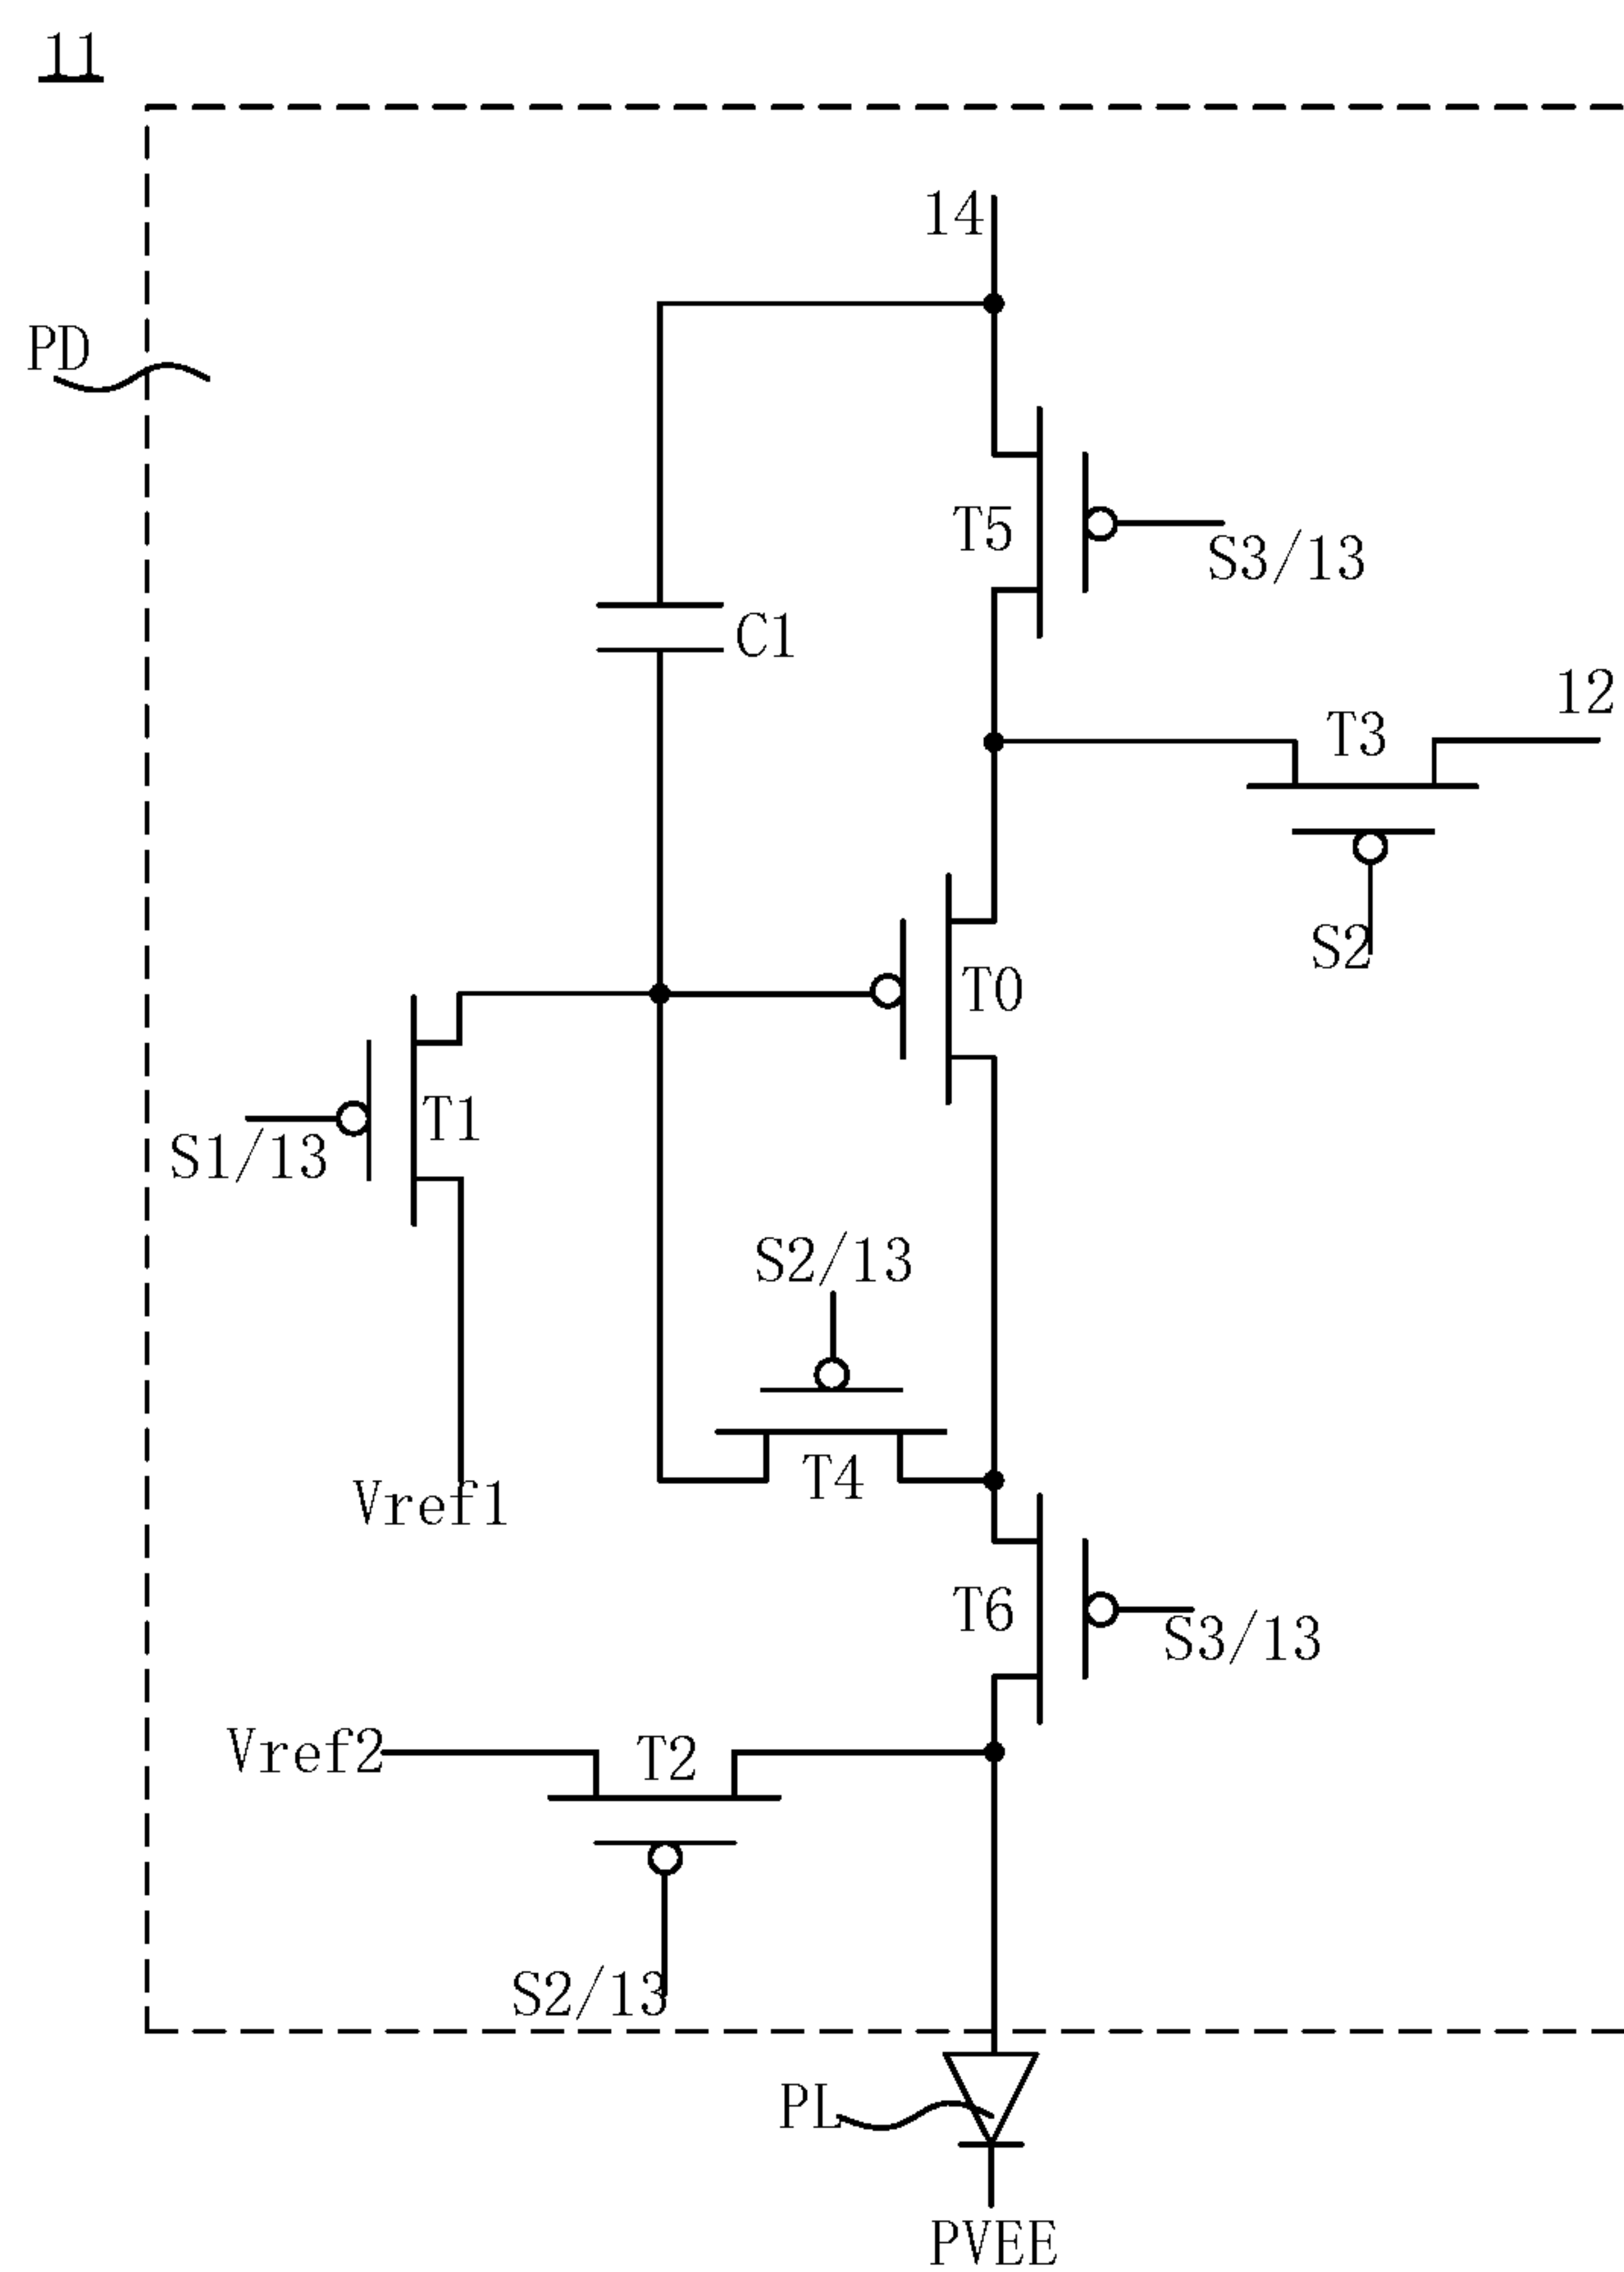 11
14
PD
T5
S3/13
C1
12
T3
S2
T0
T1
S1/13
S2/13
T4
Vref1
T6
S3/13
Vref2
T2
S2/13
PL
PVEE